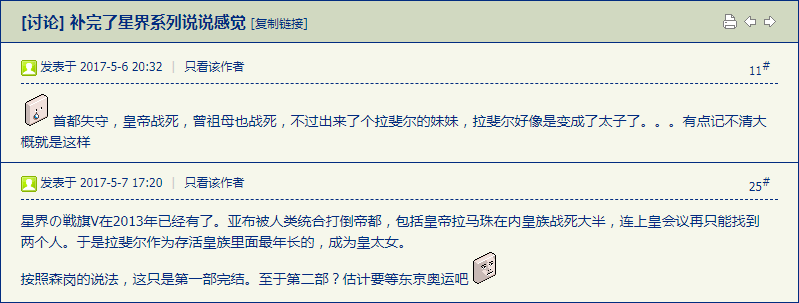 [讨论] 补完了星界系列说说感觉 [复制链接]
发表于 2017-5-6 20:32 | 只看该作者 11#
首都失守，皇帝战死，曾祖母也战死，不过出来了个拉斐尔的妹妹，拉斐尔好像是变成了太子了。。。有点记不清大
概就是这样
发表于 2017-5-7 17:20 | 只看该作者 25#
星界の戦旗V在2013年已经有了。亚布被人类统合打倒帝都，包括皇帝拉马珠在内皇族战死大半，连上皇会议再只能找到
两个人。于是拉斐尔作为存活皇族里面最年长的，成为皇太女。
按照森岗的说法，这只是第一部完结。至于第二部？估计要等东京奥运吧